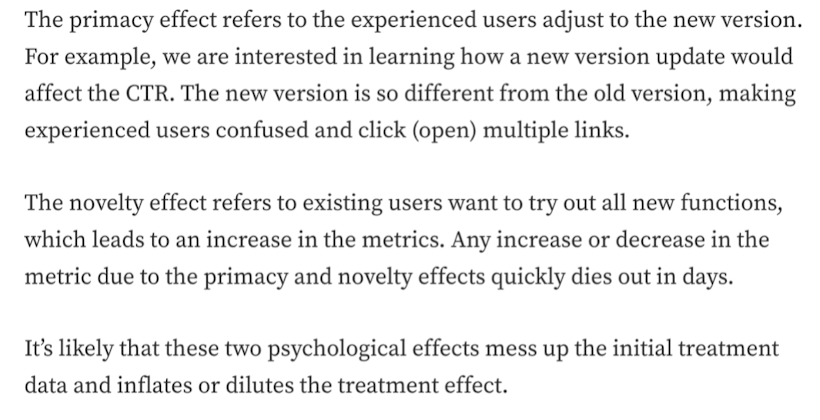 The primacy effect refers to the experienced users adjust to the new version.
For example, we are interested in learning how a new version update would
affect the CTR. The new version is so different from the old version, making
experienced users confused and click (open) multiple links.
The novelty effect refers to existing users want to try out all new functions,
which leads to an increase in the metrics. Any increase or decrease in the
metric due to the primacy and novelty effects quickly dies out in days.
It’s likely that these two psychological effects mess up the initial treatment
data and inflates or dilutes the treatment effect.